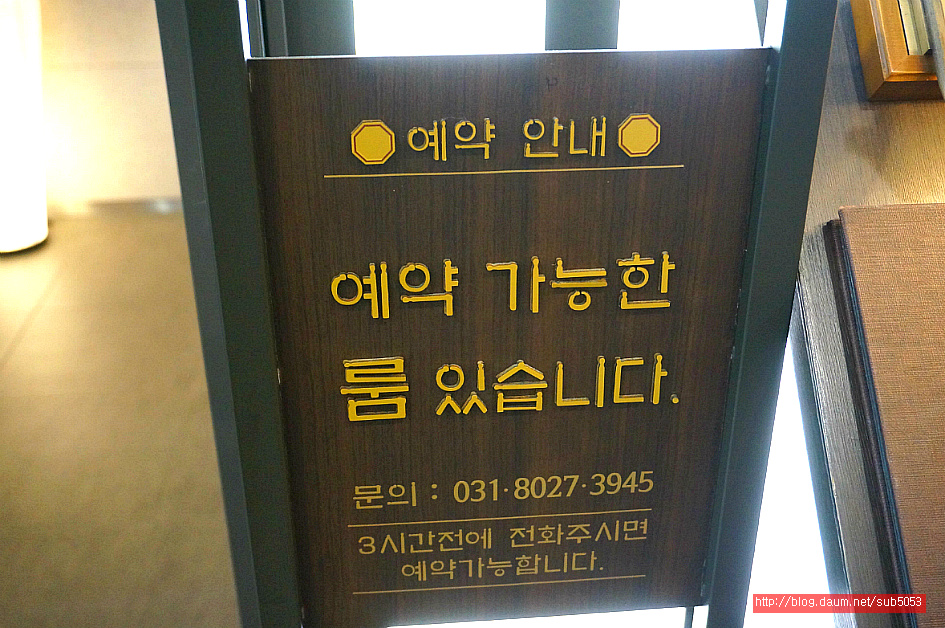 예약 안내
예약 가능한
룸 있습니다.
문의 : 031·8027·3945
3시간전에 전화주시면
예약가능합니다.
http://blog.daum.net/sub5053